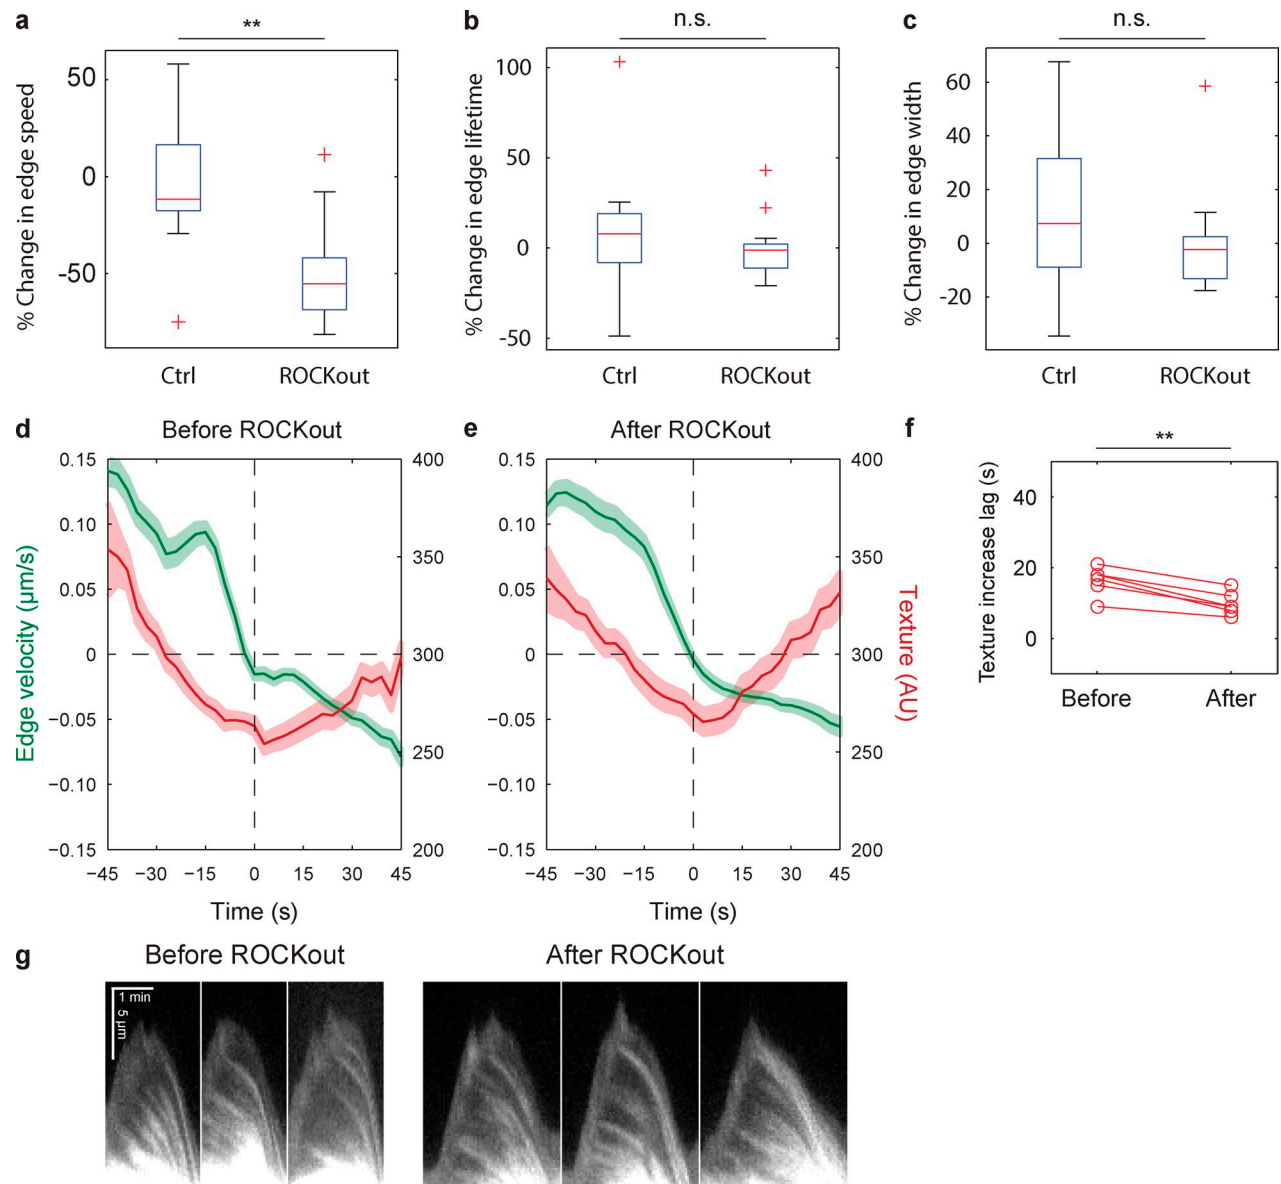 a
**
% Change in edge speed
50
0
-50
Ctrl
ROCKout
b
n.s.
% Change in edge lifetime
100
50
0
-50
Ctrl
ROCKout
c
n.s.
% Change in edge width
60
40
20
0
-20
Ctrl
ROCKout
d
Before ROCKout
Edge velocity (µm/s)
0.15
0.10
0.05
0
−0.05
−0.10
−0.15
400
350
300
250
200
−45 −30 −15 0 15 30 45
Time (s)
e
After ROCKout
0.15
0.10
0.05
0
−0.05
−0.10
−0.15
400
350
300
250
200
Texture (AU)
−45 −30 −15 0 15 30 45
Time (s)
f
**
Texture increase lag (s)
40
20
0
Before
After
g
Before ROCKout
After ROCKout
1 min
5 µm